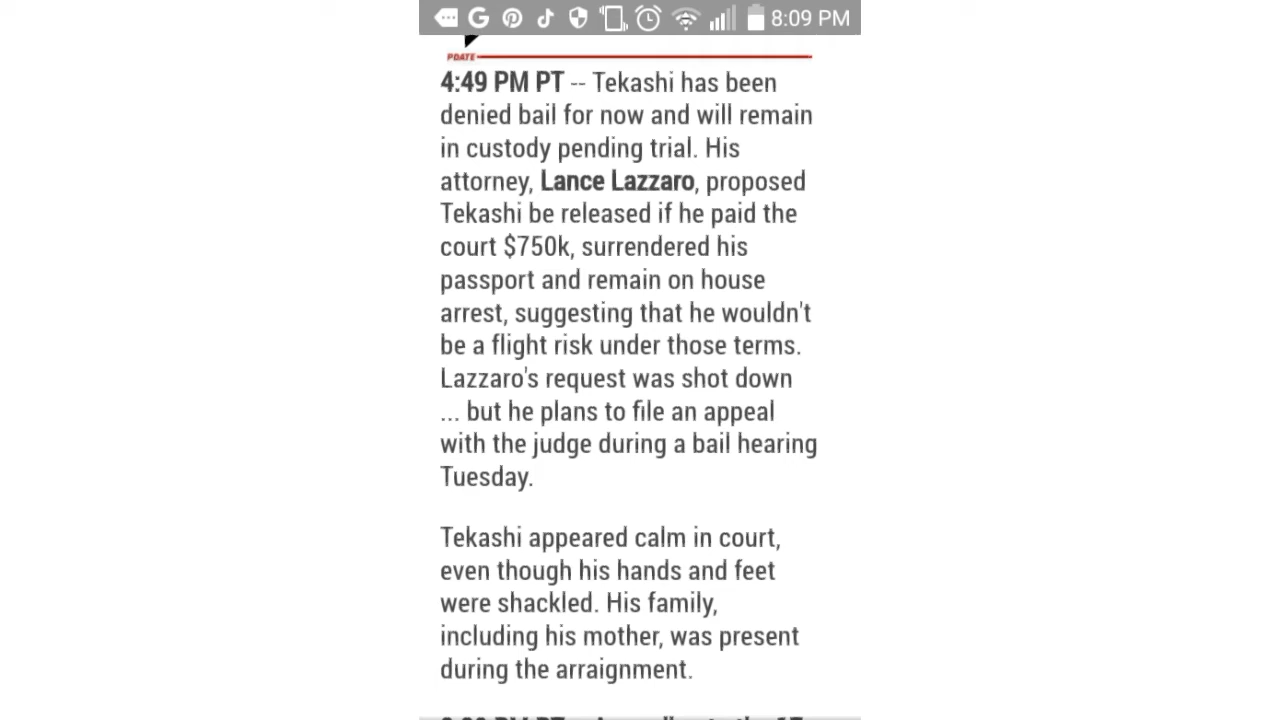 8:09 PM
PDATE
4:49 PM PT -- Tekashi has been
denied bail for now and will remain
in custody pending trial. His
attorney, Lance Lazzaro, proposed
Tekashi be released if he paid the
court $750k, surrendered his
passport and remain on house
arrest, suggesting that he wouldn't
be a flight risk under those terms.
Lazzaro's request was shot down
... but he plans to file an appeal
with the judge during a bail hearing
Tuesday.
Tekashi appeared calm in court,
even though his hands and feet
were shackled. His family,
including his mother, was present
during the arraignment.